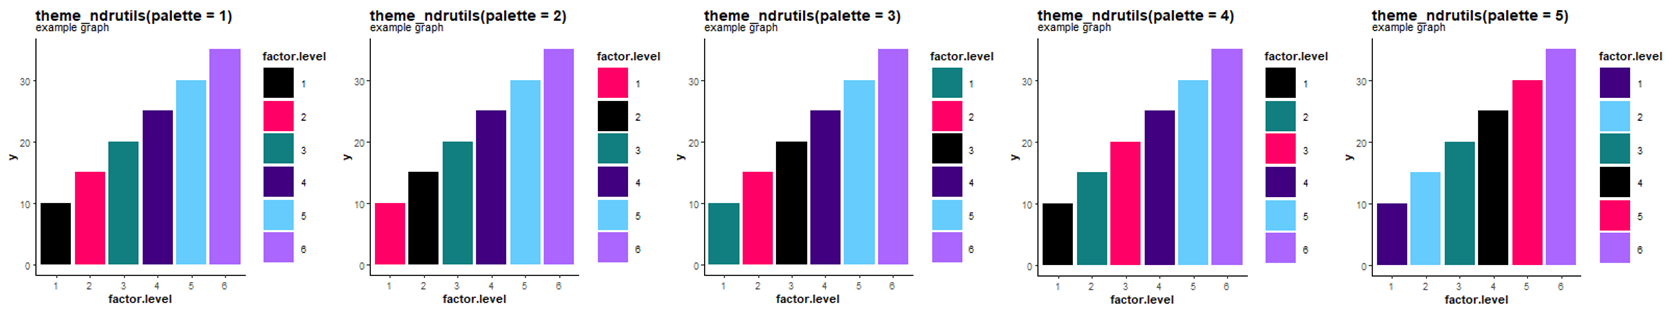 theme_ndrutils(palette = 1)
example graph
y
30
20
10
0
1 2 3 4 5 6
factor.level
factor.level
1
2
3
4
5
6
theme_ndrutils(palette = 2)
example graph
y
30
20
10
0
1 2 3 4 5 6
factor.level
factor.level
1
2
3
4
5
6
theme_ndrutils(palette = 3)
example graph
y
30
20
10
0
1 2 3 4 5 6
factor.level
factor.level
1
2
3
4
5
6
theme_ndrutils(palette = 4)
example graph
y
30
20
10
0
1 2 3 4 5 6
factor.level
factor.level
1
2
3
4
5
6
theme_ndrutils(palette = 5)
example graph
y
30
20
10
0
1 2 3 4 5 6
factor.level
factor.level
1
2
3
4
5
6